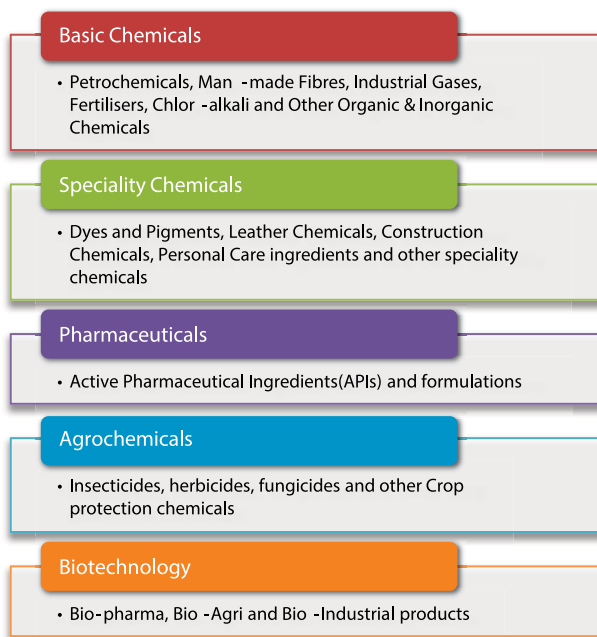 Basic Chemicals
• Petrochemicals, Man -made Fibres, Industrial Gases,
Fertilisers, Chlor -alkali and Other Organic & Inorganic
Chemicals
Speciality Chemicals
• Dyes and Pigments, Leather Chemicals, Construction
Chemicals, Personal Care ingredients and other speciality
chemicals
Pharmaceuticals
• Active Pharmaceutical Ingredients(APIs) and formulations
Agrochemicals
• Insecticides, herbicides, fungicides and other Crop
protection chemicals
Biotechnology
• Bio-pharma, Bio -Agri and Bio -Industrial products